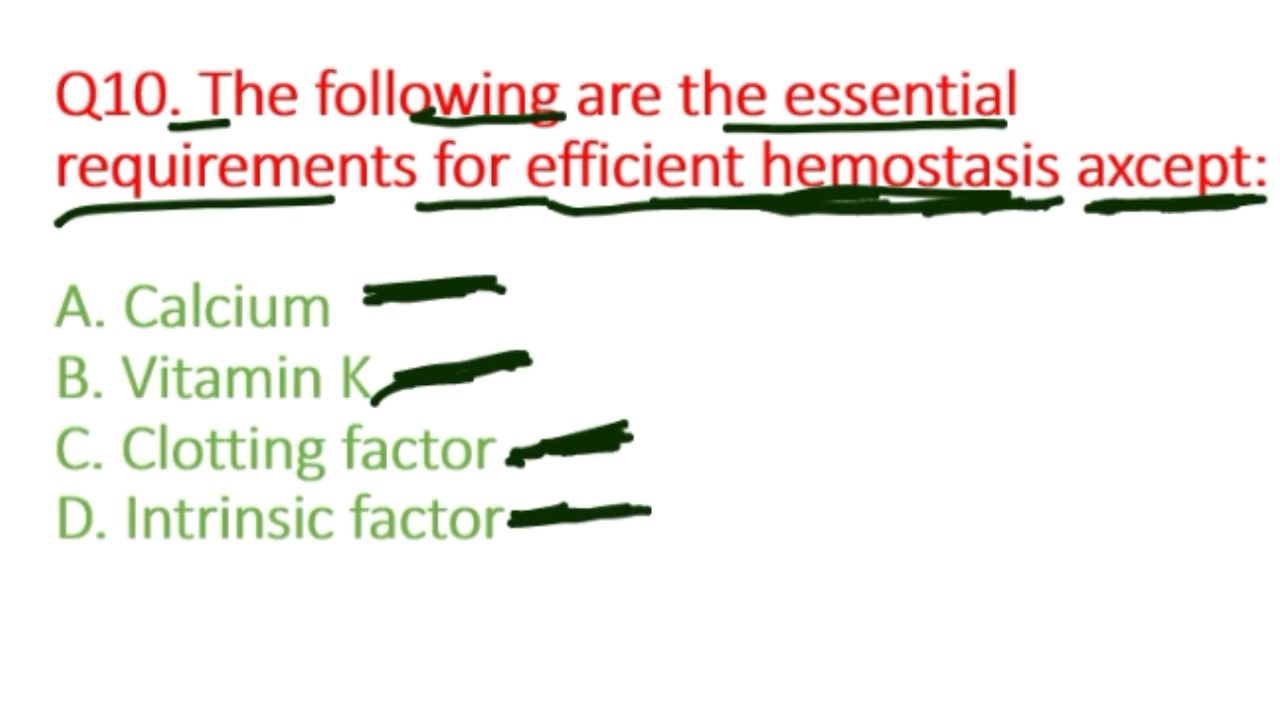 Q10. The following are the essential
requirements for efficient hemostasis axcept:
A. Calcium
B. Vitamin K
C. Clotting factor
D. Intrinsic factor